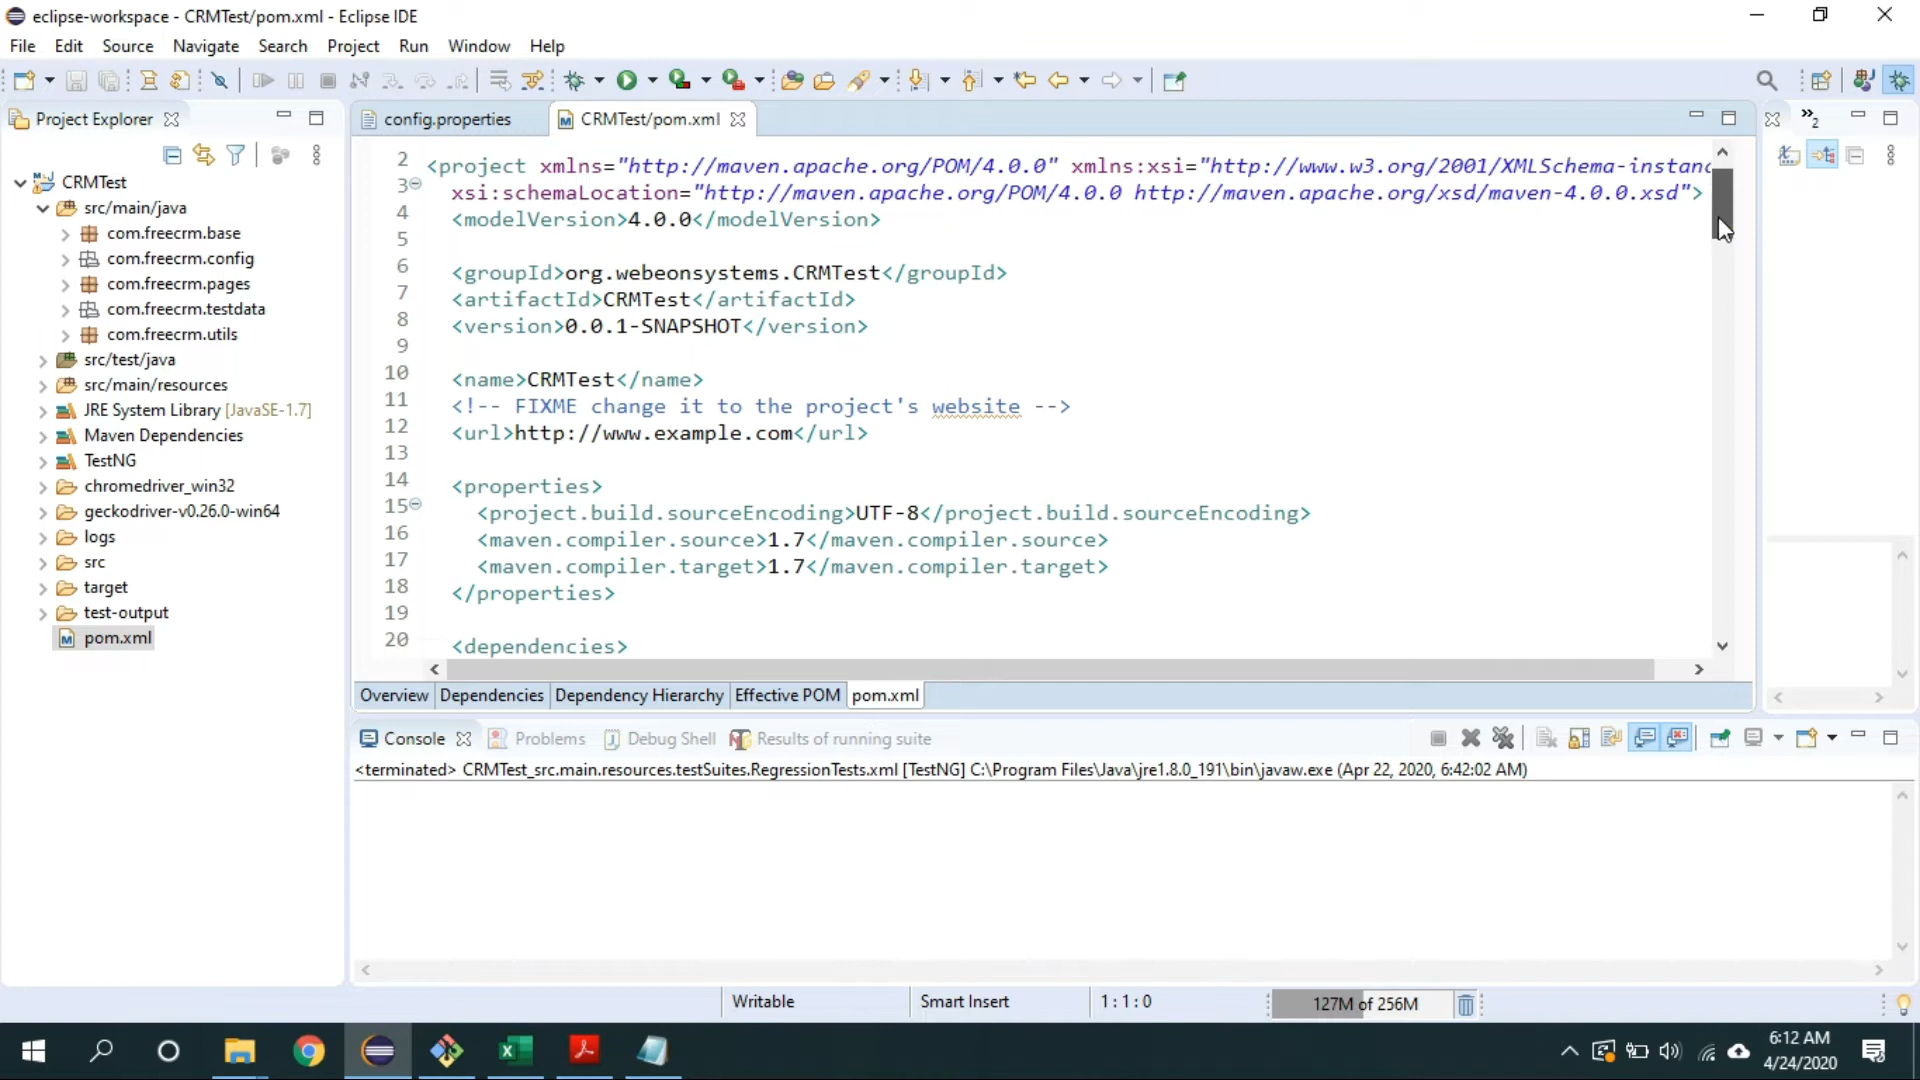 eclipse-workspace - CRMTest/pom.xml - Eclipse IDE
File Edit Source Navigate Search Project Run Window Help
Project Explorer
config.properties
CRMTest/pom.xml
2
CRMTest
src/main/java
com.freecrm.base
com.freecrm.config
com.freecrm.pages
com.freecrm.testdata
com.freecrm.utils
src/test/java
src/main/resources
JRE System Library [JavaSE-1.7]
Maven Dependencies
TestNG
chromedriver_win32
geckodriver-v0.26.0-win64
logs
src
target
test-output
pom.xml
2 <project xmlns="http://maven.apache.org/POM/4.0.0" xmlns:xsi="http://www.w3.org/2001/XMLSchema-instanc
3 xsi:schemaLocation="http://maven.apache.org/POM/4.0.0 http://maven.apache.org/xsd/maven-4.0.0.xsd">
4 <modelVersion>4.0.0</modelVersion>
5
6 <groupId>org.webeonsystems.CRMTest</groupId>
7 <artifactId>CRMTest</artifactId>
8 <version>0.0.1-SNAPSHOT</version>
9
10 <name>CRMTest</name>
11 <!-- FIXME change it to the project's website -->
12 <url>http://www.example.com</url>
13
14 <properties>
15 <project.build.sourceEncoding>UTF-8</project.build.sourceEncoding>
16 <maven.compiler.source>1.7</maven.compiler.source>
17 <maven.compiler.target>1.7</maven.compiler.target>
18 </properties>
19
20 <dependencies>
Overview Dependencies Dependency Hierarchy Effective POM pom.xml
Console Problems Debug Shell Results of running suite
<terminated> CRMTest_src.main.resources.testSuites.RegressionTests.xml [TestNG] C:\Program Files\Java\jre1.8.0_191\bin\javaw.exe (Apr 22, 2020, 6:42:02 AM)
Writable Smart Insert 1 : 1 : 0 127M of 256M
6:12 AM
4/24/2020